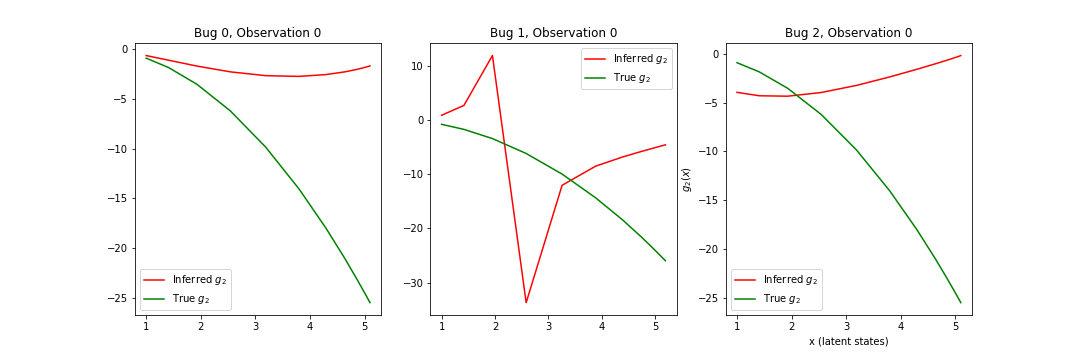 Bug 0, Observation 0
0
−5
−10
−15
−20
−25
1 2 3 4 5
Inferred g₂
True g₂
Bug 1, Observation 0
10
0
−10
−20
−30
1 2 3 4 5
Inferred g₂
True g₂
Bug 2, Observation 0
g₂(x)
0
−5
−10
−15
−20
−25
1 2 3 4 5
x (latent states)
Inferred g₂
True g₂